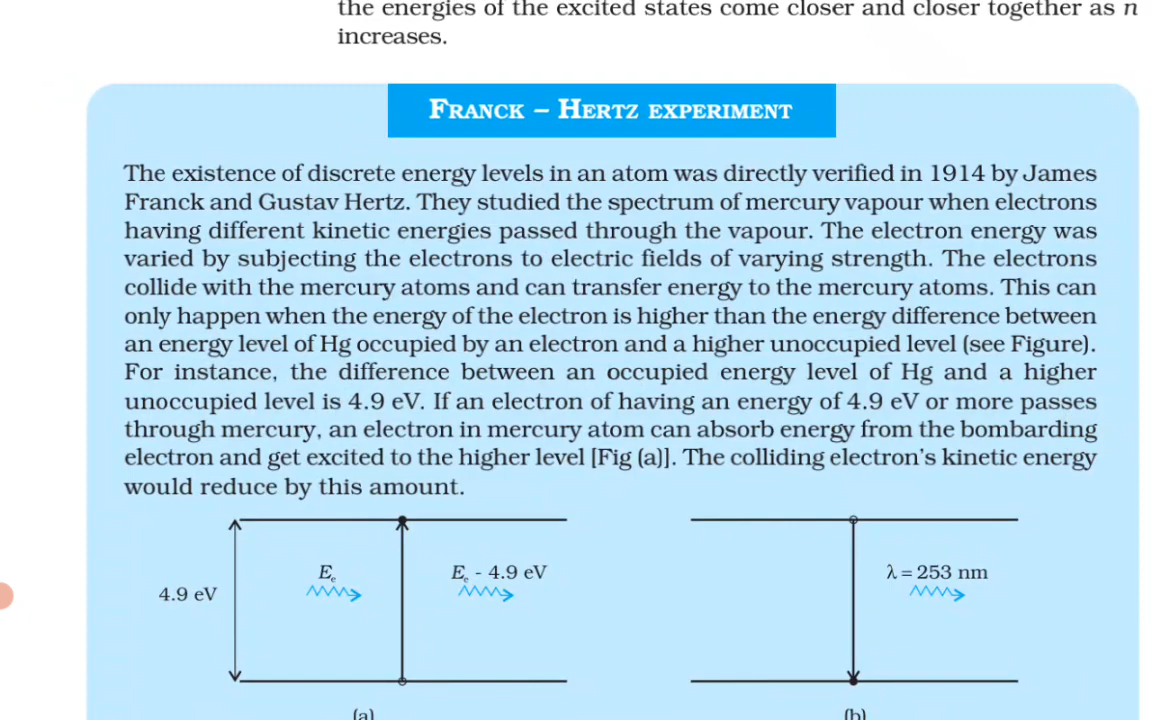 the energies of the excited states come closer and closer together as n
increases.
FRANCK – HERTZ EXPERIMENT
The existence of discrete energy levels in an atom was directly verified in 1914 by James
Franck and Gustav Hertz. They studied the spectrum of mercury vapour when electrons
having different kinetic energies passed through the vapour. The electron energy was
varied by subjecting the electrons to electric fields of varying strength. The electrons
collide with the mercury atoms and can transfer energy to the mercury atoms. This can
only happen when the energy of the electron is higher than the energy difference between
an energy level of Hg occupied by an electron and a higher unoccupied level (see Figure).
For instance, the difference between an occupied energy level of Hg and a higher
unoccupied level is 4.9 eV. If an electron of having an energy of 4.9 eV or more passes
through mercury, an electron in mercury atom can absorb energy from the bombarding
electron and get excited to the higher level [Fig (a)]. The colliding electron’s kinetic energy
would reduce by this amount.
4.9 eV
Eₑ
Eₑ - 4.9 eV
λ = 253 nm
(a)
(b)